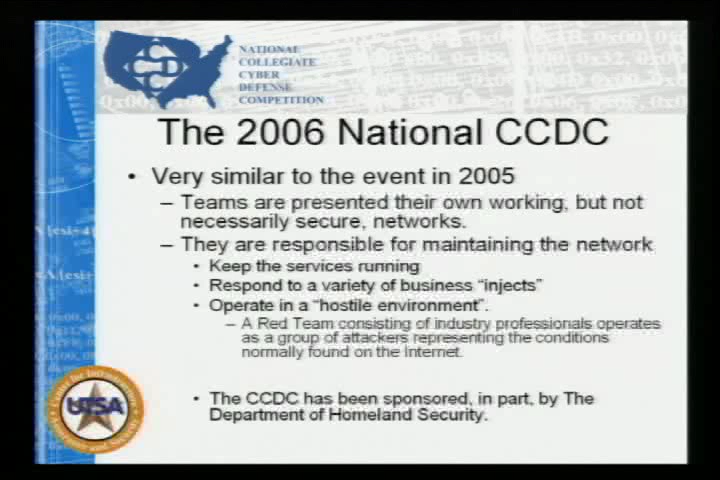 NATIONAL
COLLEGIATE
CYBER
DEFENSE
COMPETITION
CCDC
The 2006 National CCDC
• Very similar to the event in 2005
– Teams are presented their own working, but not
necessarily secure, networks.
– They are responsible for maintaining the network
• Keep the services running
• Respond to a variety of business “injects”
• Operate in a “hostile environment”.
– A Red Team consisting of industry professionals operates
as a group of attackers representing the conditions
normally found on the Internet.
• The CCDC has been sponsored, in part, by The
Department of Homeland Security.
UTSA